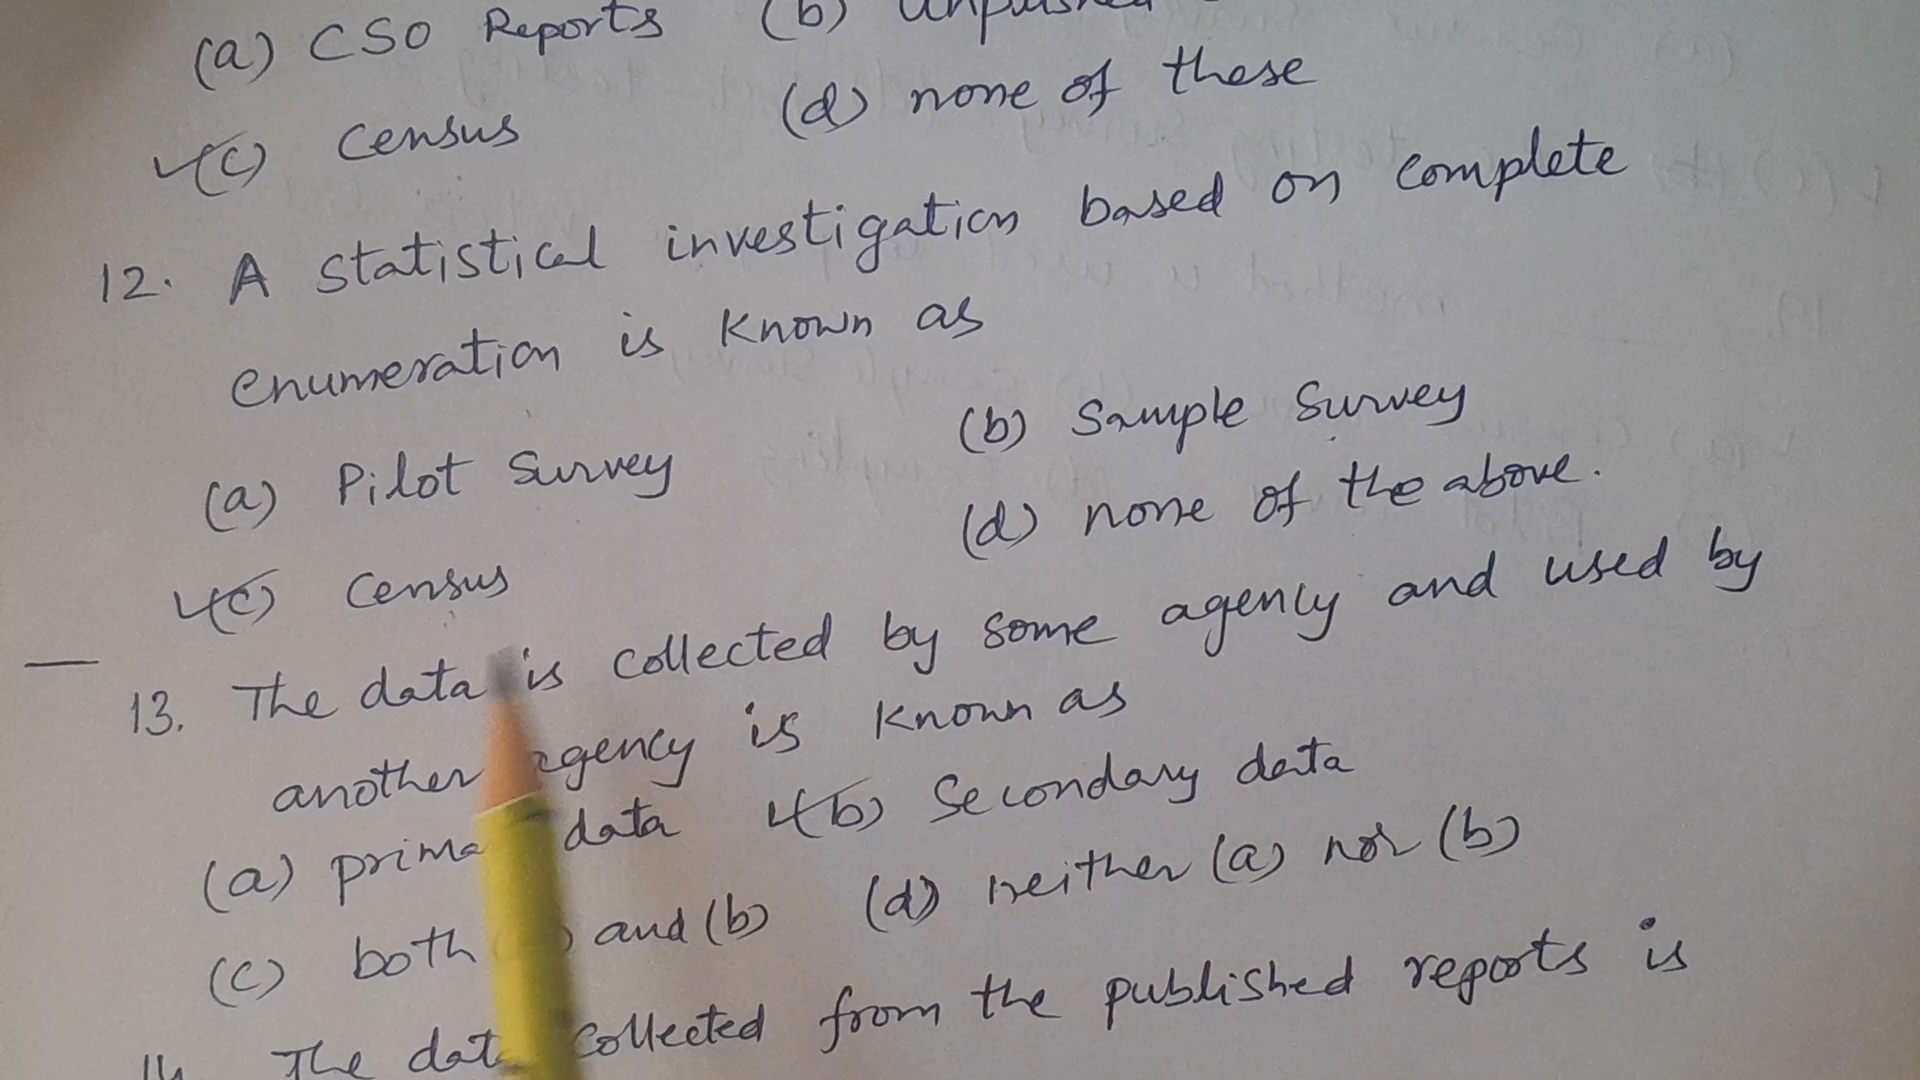 (a) CSO Reports (b)
(c) Census (d) none of these
12. A statistical investigation based on complete
enumeration is known as
(a) Pilot Survey (b) Sample Survey
(c) Census (d) none of the above.
13. The data is collected by some agency and used by
another agency is known as
(a) data (b) Secondary data
(c) both and (b) (d) neither (a) nor (b)
14. The data collected from the published reports is